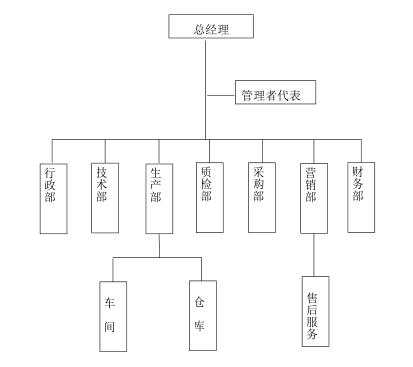 总经理
管理者代表
行政部
技术部
生产部
质检部
采购部
营销部
财务部
车间
仓库
售后服务